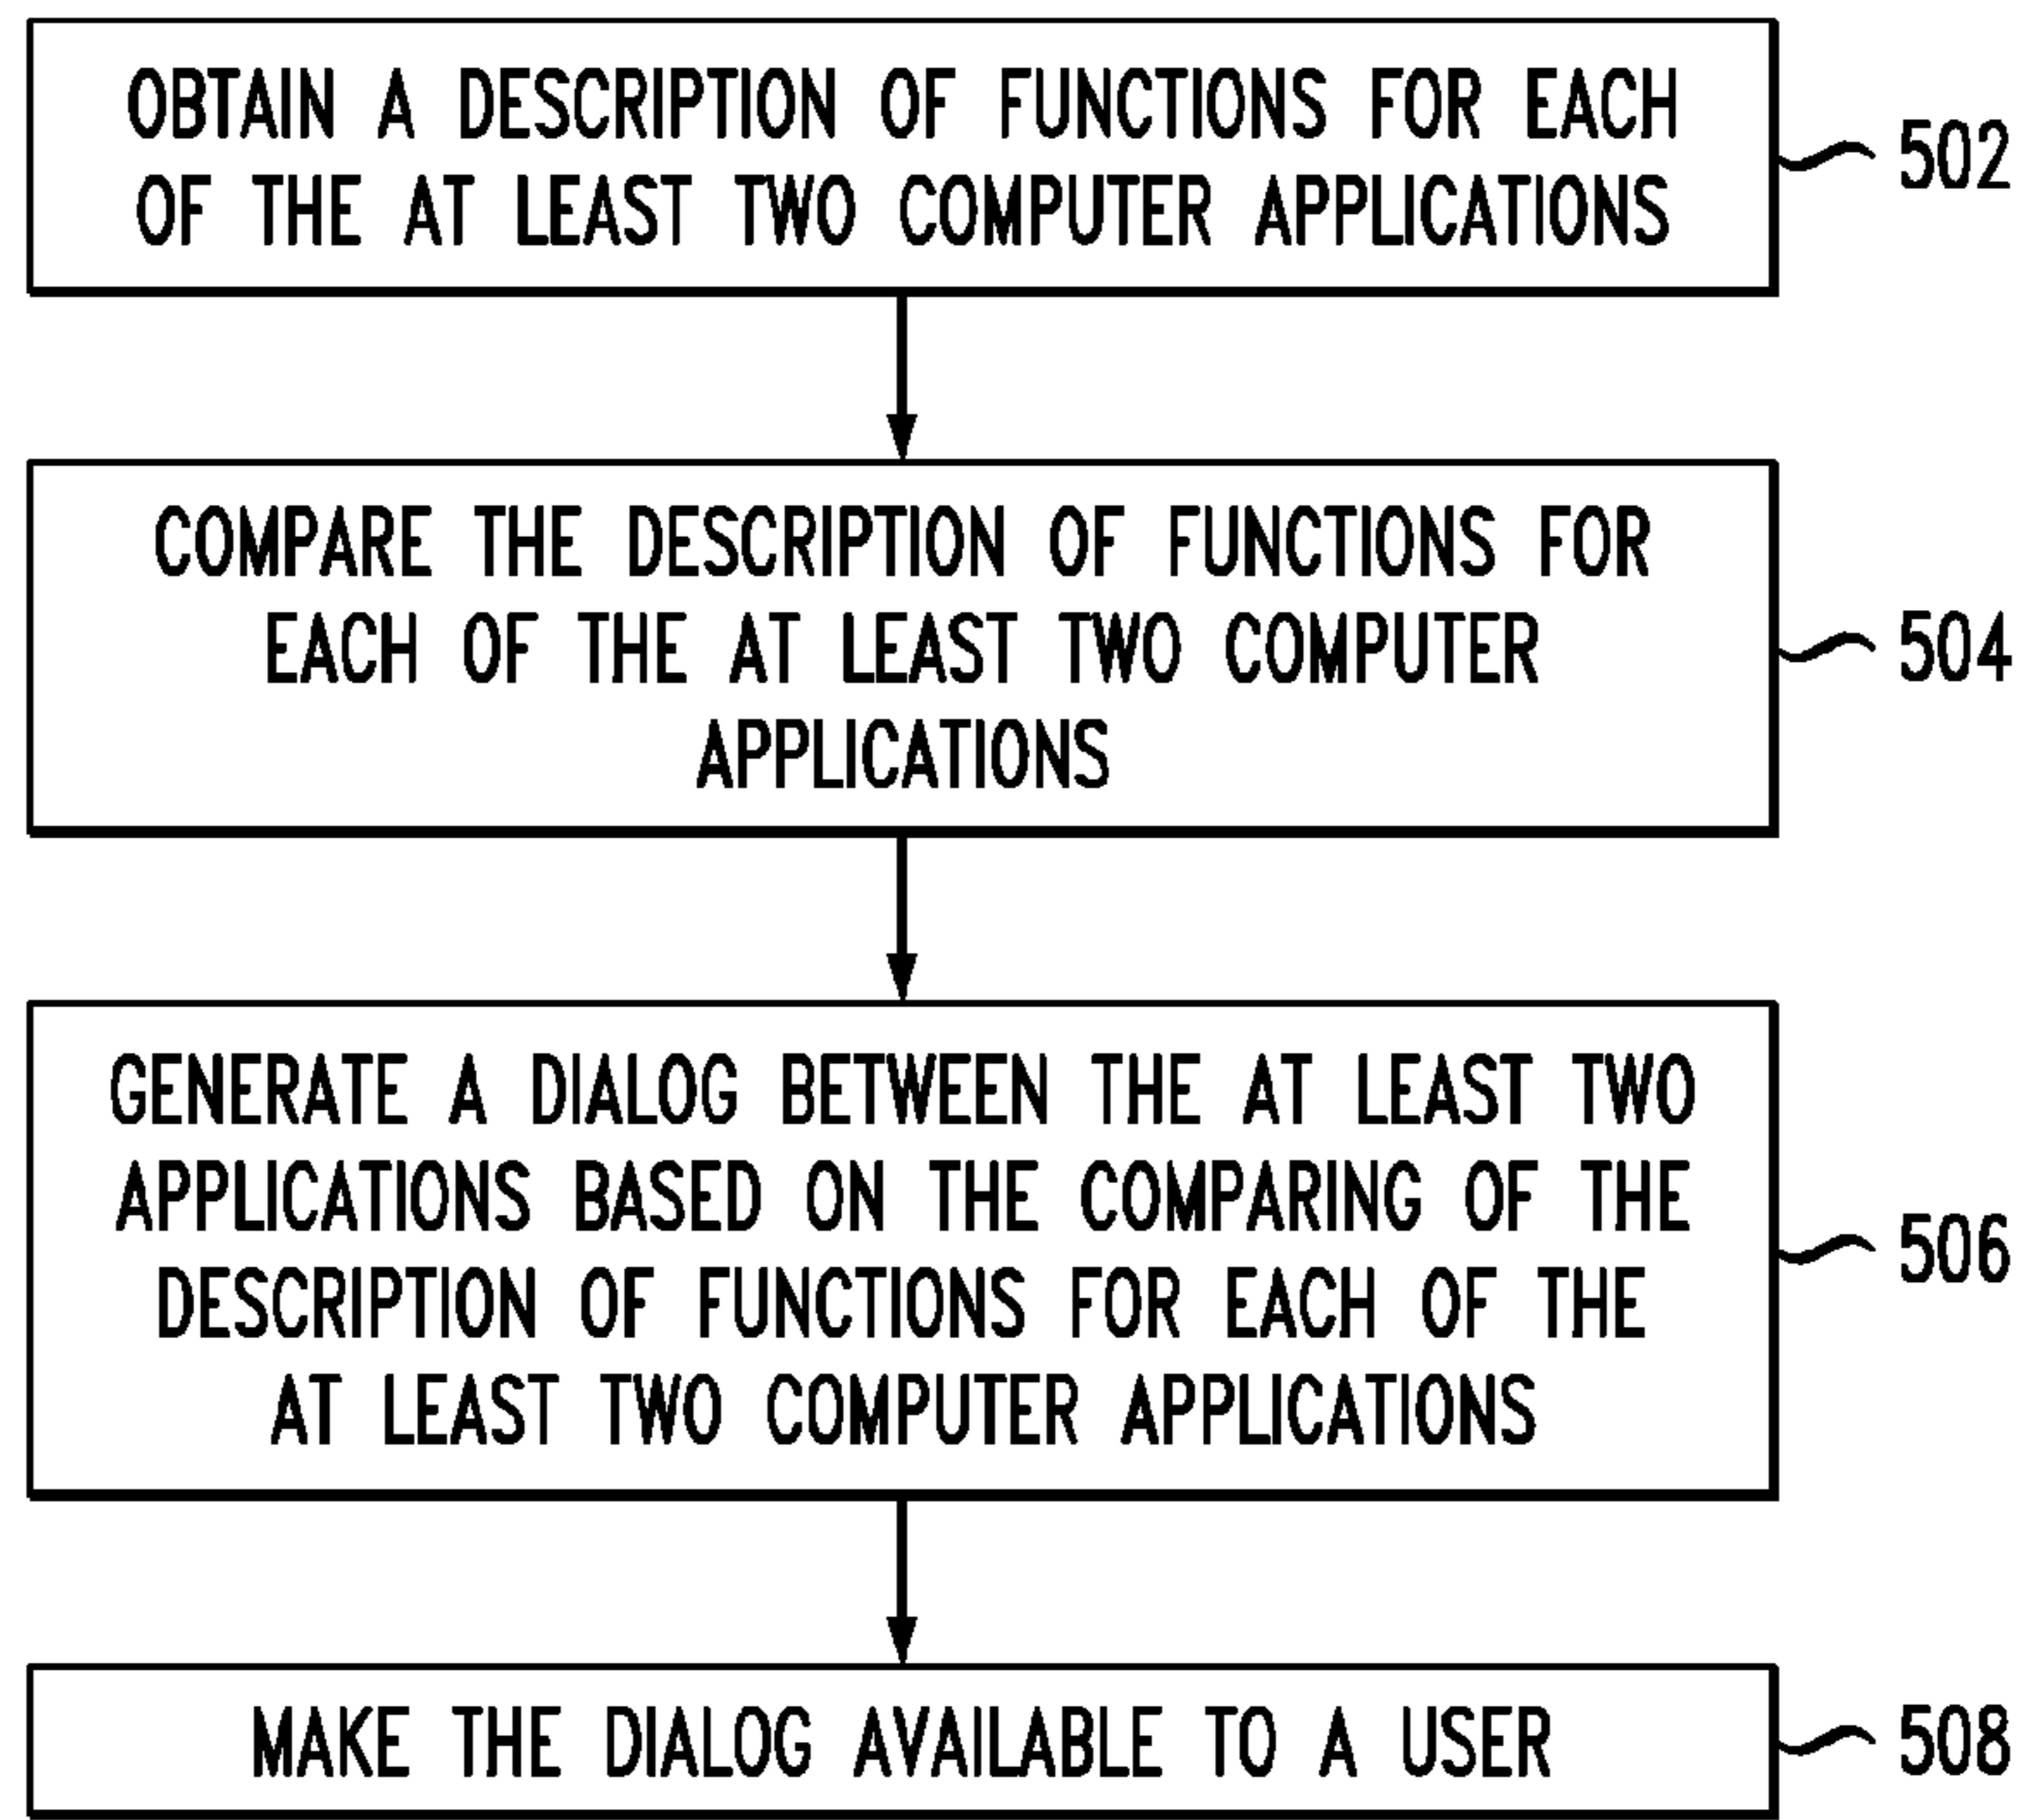 OBTAIN A DESCRIPTION OF FUNCTIONS FOR EACH
OF THE AT LEAST TWO COMPUTER APPLICATIONS
502
COMPARE THE DESCRIPTION OF FUNCTIONS FOR
EACH OF THE AT LEAST TWO COMPUTER
APPLICATIONS
504
GENERATE A DIALOG BETWEEN THE AT LEAST TWO
APPLICATIONS BASED ON THE COMPARING OF THE
DESCRIPTION OF FUNCTIONS FOR EACH OF THE
AT LEAST TWO COMPUTER APPLICATIONS
506
MAKE THE DIALOG AVAILABLE TO A USER
508